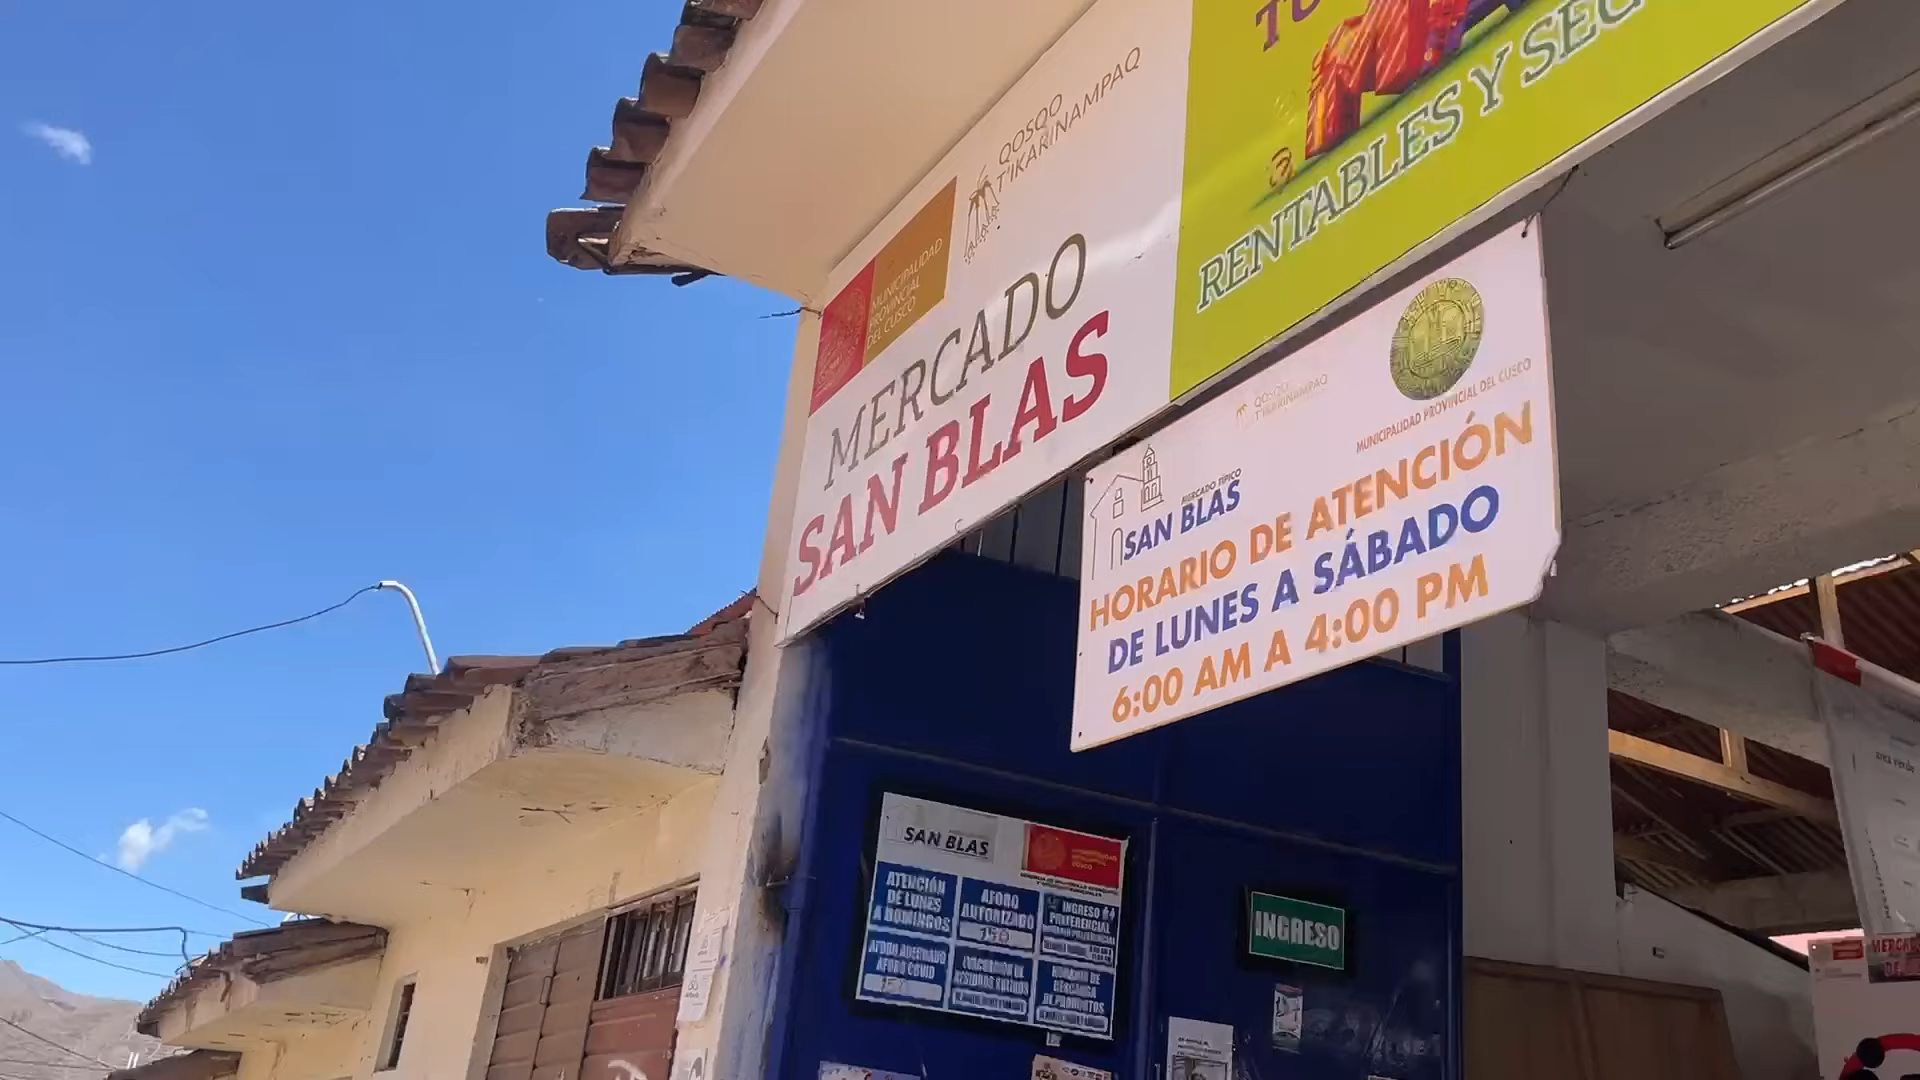 TU
RENTABLES Y SEG
QOSQO
T'IKARINAMPAQ
MUNICIPALIDAD
PROVINCIAL
DEL CUSCO
MERCADO
SAN BLAS
QOSQO
T'IKARINAMPAQ
MUNICIPALIDAD PROVINCIAL DEL CUSCO
MERCADO TÍPICO
SAN BLAS
HORARIO DE ATENCIÓN
DE LUNES A SÁBADO
6:00 AM A 4:00 PM
SAN BLAS
ATENCIÓN
DE LUNES
A DOMINGOS
AFORO
AUTORIZADO
INGRESO
PREFERENCIAL
AFORO COVID
HORARIO DE
DESCARGA
DE PRODUCTOS
INGRESO